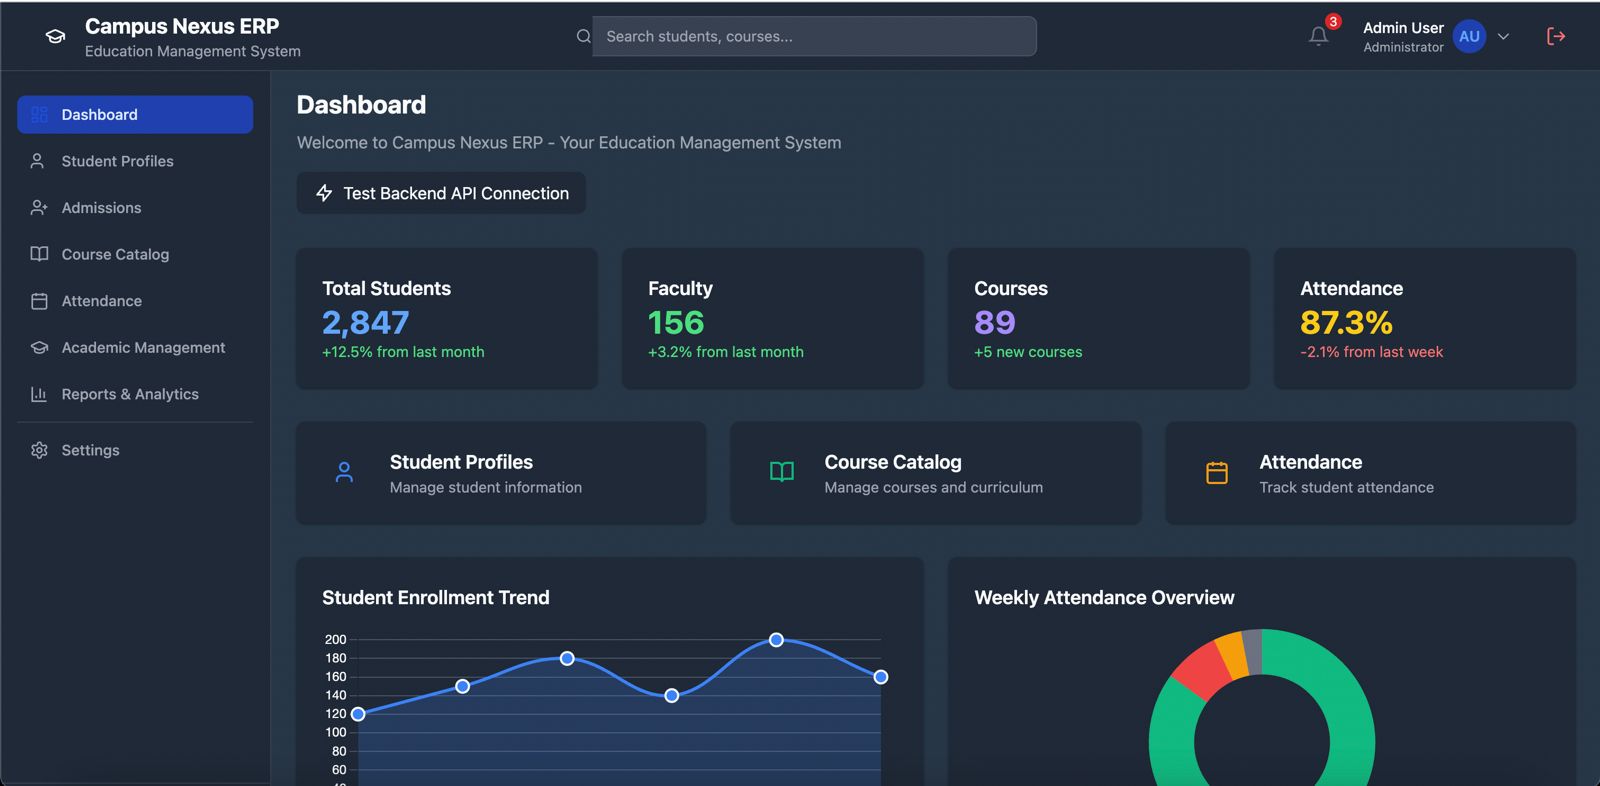 Campus Nexus ERP
Education Management System
Search students, courses...
3
Admin User
Administrator
AU
Dashboard
Student Profiles
Admissions
Course Catalog
Attendance
Academic Management
Reports & Analytics
Settings
Dashboard
Welcome to Campus Nexus ERP - Your Education Management System
Test Backend API Connection
Total Students
2,847
+12.5% from last month
Faculty
156
+3.2% from last month
Courses
89
+5 new courses
Attendance
87.3%
-2.1% from last week
Student Profiles
Manage student information
Course Catalog
Manage courses and curriculum
Attendance
Track student attendance
Student Enrollment Trend
200
180
160
140
120
100
80
60
Weekly Attendance Overview